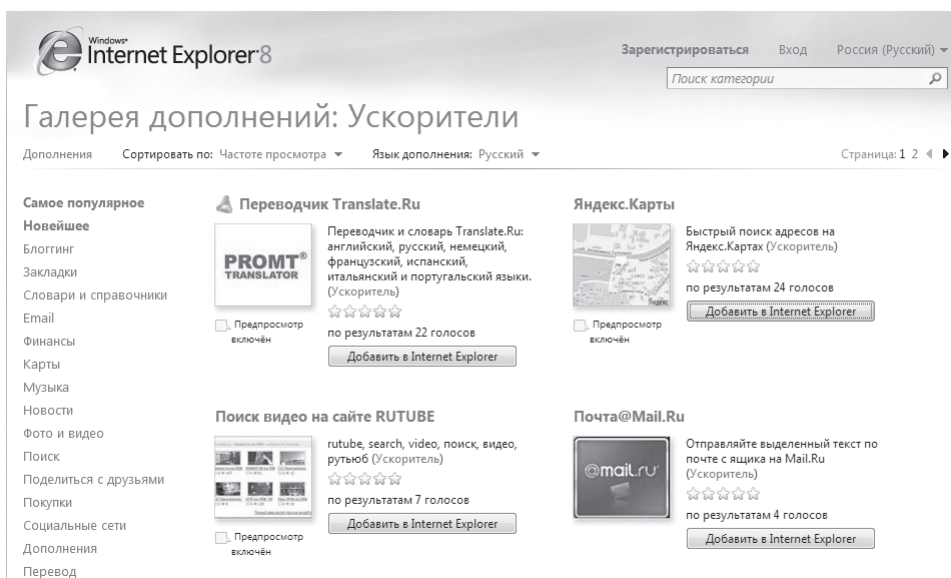 Windows®
Internet Explorer 8
Зарегистрироваться Вход Россия (Русский)
Поиск категории
Галерея дополнений: Ускорители
Дополнения Сортировать по: Частоте просмотра Язык дополнения: Русский Страница: 1 2
Самое популярное
Новейшее
Блоггинг
Закладки
Словари и справочники
Email
Финансы
Карты
Музыка
Новости
Фото и видео
Поиск
Поделиться с друзьями
Покупки
Социальные сети
Дополнения
Перевод
Переводчик Translate.Ru
PROMT®
TRANSLATOR
Предпросмотр
включён
Переводчик и словарь Translate.Ru:
английский, русский, немецкий,
французский, испанский,
итальянский и португальский языки.
(Ускоритель)
по результатам 22 голосов
Добавить в Internet Explorer
Яндекс.Карты
Яндекс
Предпросмотр
включён
Быстрый поиск адресов на
Яндекс.Картах (Ускоритель)
по результатам 24 голосов
Добавить в Internet Explorer
Поиск видео на сайте RUTUBE
Предпросмотр
включён
rutube, search, video, поиск, видео,
рутьюб (Ускоритель)
по результатам 7 голосов
Добавить в Internet Explorer
Почта@Mail.Ru
@mail.ru
Отправляйте выделенный текст по
почте с ящика на Mail.Ru
(Ускоритель)
по результатам 4 голосов
Добавить в Internet Explorer